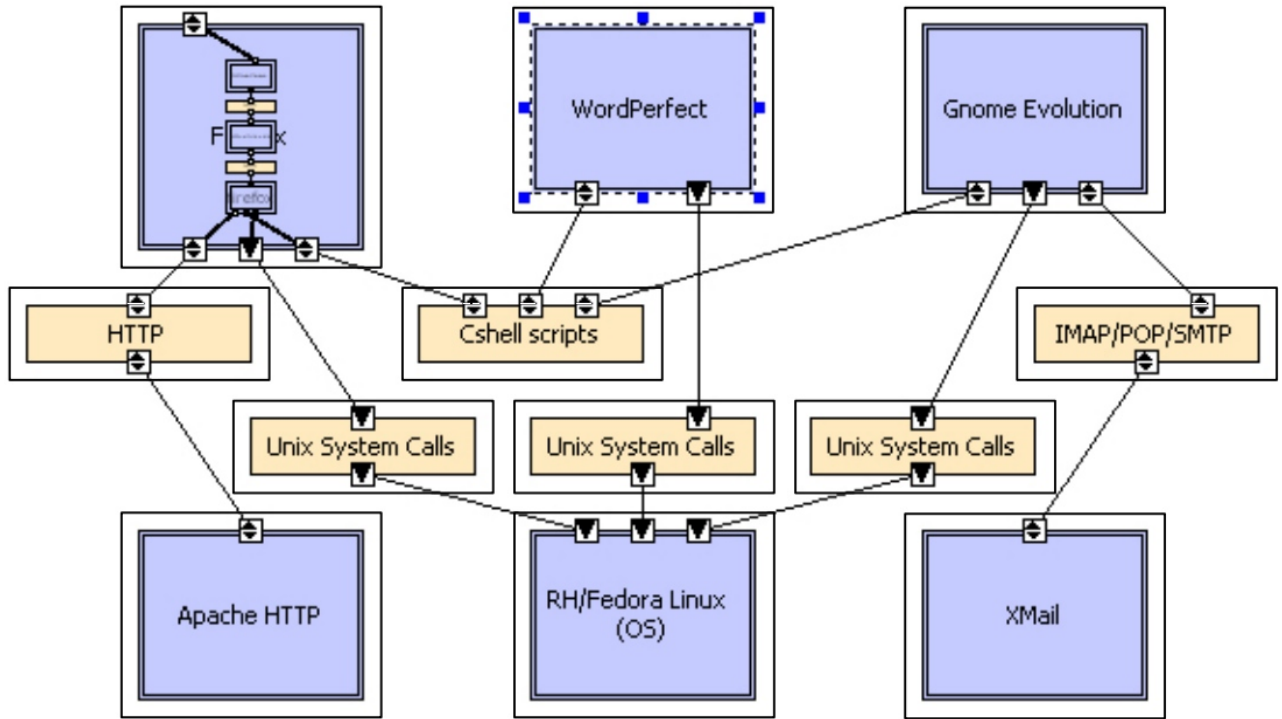 WordPerfect
Gnome Evolution
F x
firefox
HTTP
Cshell scripts
IMAP/POP/SMTP
Unix System Calls
Unix System Calls
Unix System Calls
Apache HTTP
RH/Fedora Linux
(OS)
XMail